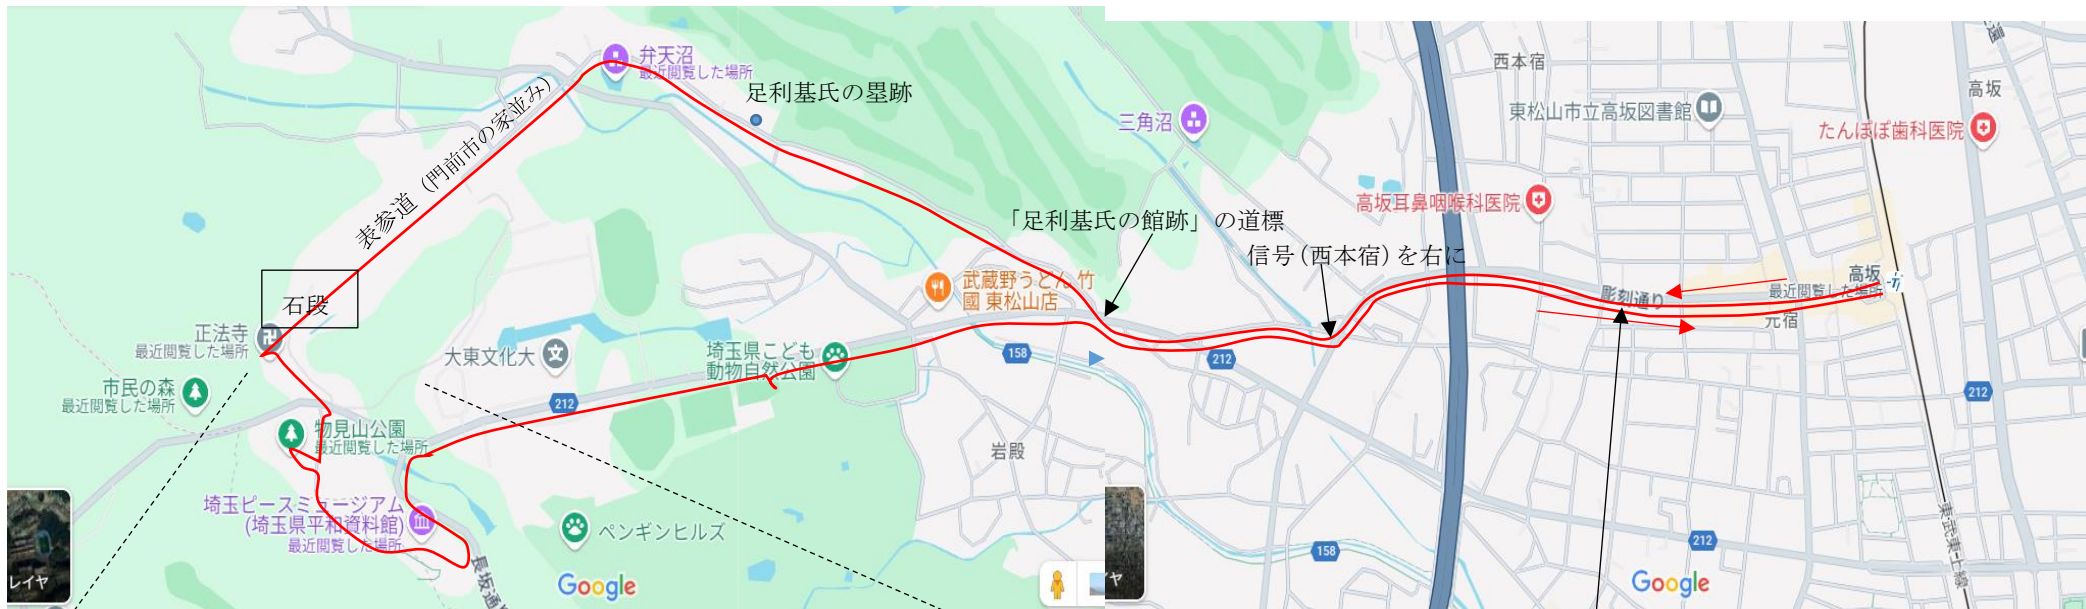 弁天沼
最近閲覧した場所
足利基氏の塁跡
表参道（門前市の家並み）
石段
正法寺
最近閲覧した場所
市民の森
最近閲覧した場所
物見山公園
最近閲覧した場所
大東文化大
212
埼玉県こども
動物自然公園
埼玉ピースミュージアム
(埼玉県平和資料館)
最近閲覧した場所
ペンギンヒルズ
長坂通
レイヤ
Google
武蔵野うどん 竹
國 東松山店
158
岩殿
「足利基氏の館跡」の道標
三角沼
信号(西本宿)を右に
212
高坂耳鼻咽喉科医院
西本宿
東松山市立高坂図書館
高坂
たんぽぽ歯科医院
彫刻通り
高坂
最近閲覧した場所
元宿
212
158
212
東武東上線
ヤ
Google